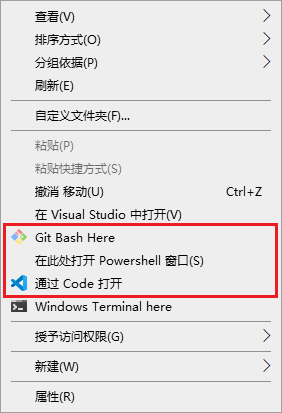 查看(V)
排序方式(O)
分组依据(P)
刷新(E)
自定义文件夹(F)...
粘贴(P)
粘贴快捷方式(S)
撤消 移动(U) Ctrl+Z
在 Visual Studio 中打开(V)
Git Bash Here
在此处打开 Powershell 窗口(S)
通过 Code 打开
Windows Terminal here
授予访问权限(G)
新建(W)
属性(R)